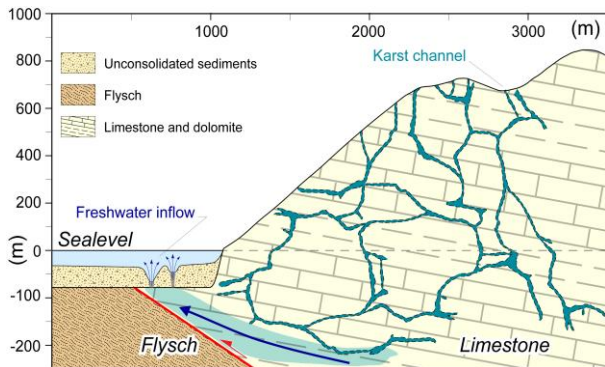 1000 2000 3000 (m)
1000
800
600
400
200
0
-100
-200
(m)
Unconsolidated sediments
Flysch
Limestone and dolomite
Karst channel
Freshwater inflow
Sealevel
Flysch
Limestone